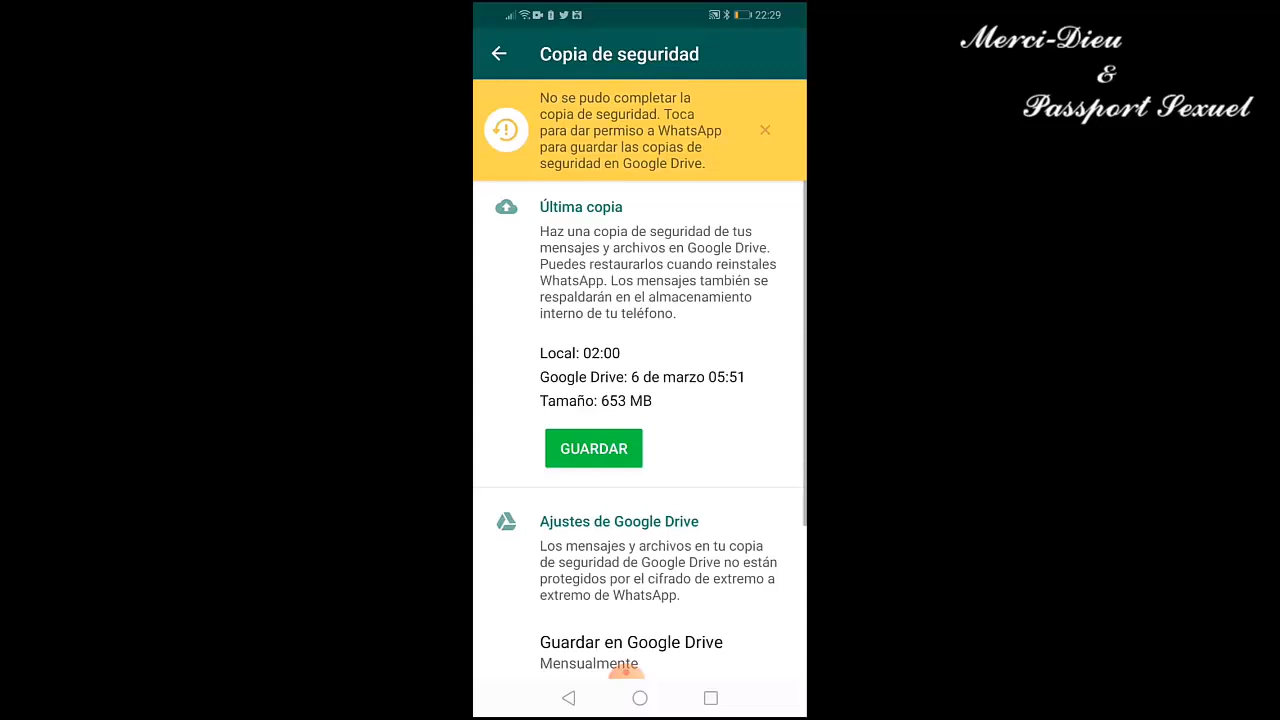 22:29
Merci-Dieu
&
Passport Sexuel
Copia de seguridad
No se pudo completar la
copia de seguridad. Toca
para dar permiso a WhatsApp
para guardar las copias de
seguridad en Google Drive.
Última copia
Haz una copia de seguridad de tus
mensajes y archivos en Google Drive.
Puedes restaurarlos cuando reinstales
WhatsApp. Los mensajes también se
respaldarán en el almacenamiento
interno de tu teléfono.
Local: 02:00
Google Drive: 6 de marzo 05:51
Tamaño: 653 MB
GUARDAR
Ajustes de Google Drive
Los mensajes y archivos en tu copia
de seguridad de Google Drive no están
protegidos por el cifrado de extremo a
extremo de WhatsApp.
Guardar en Google Drive
Mensualmente